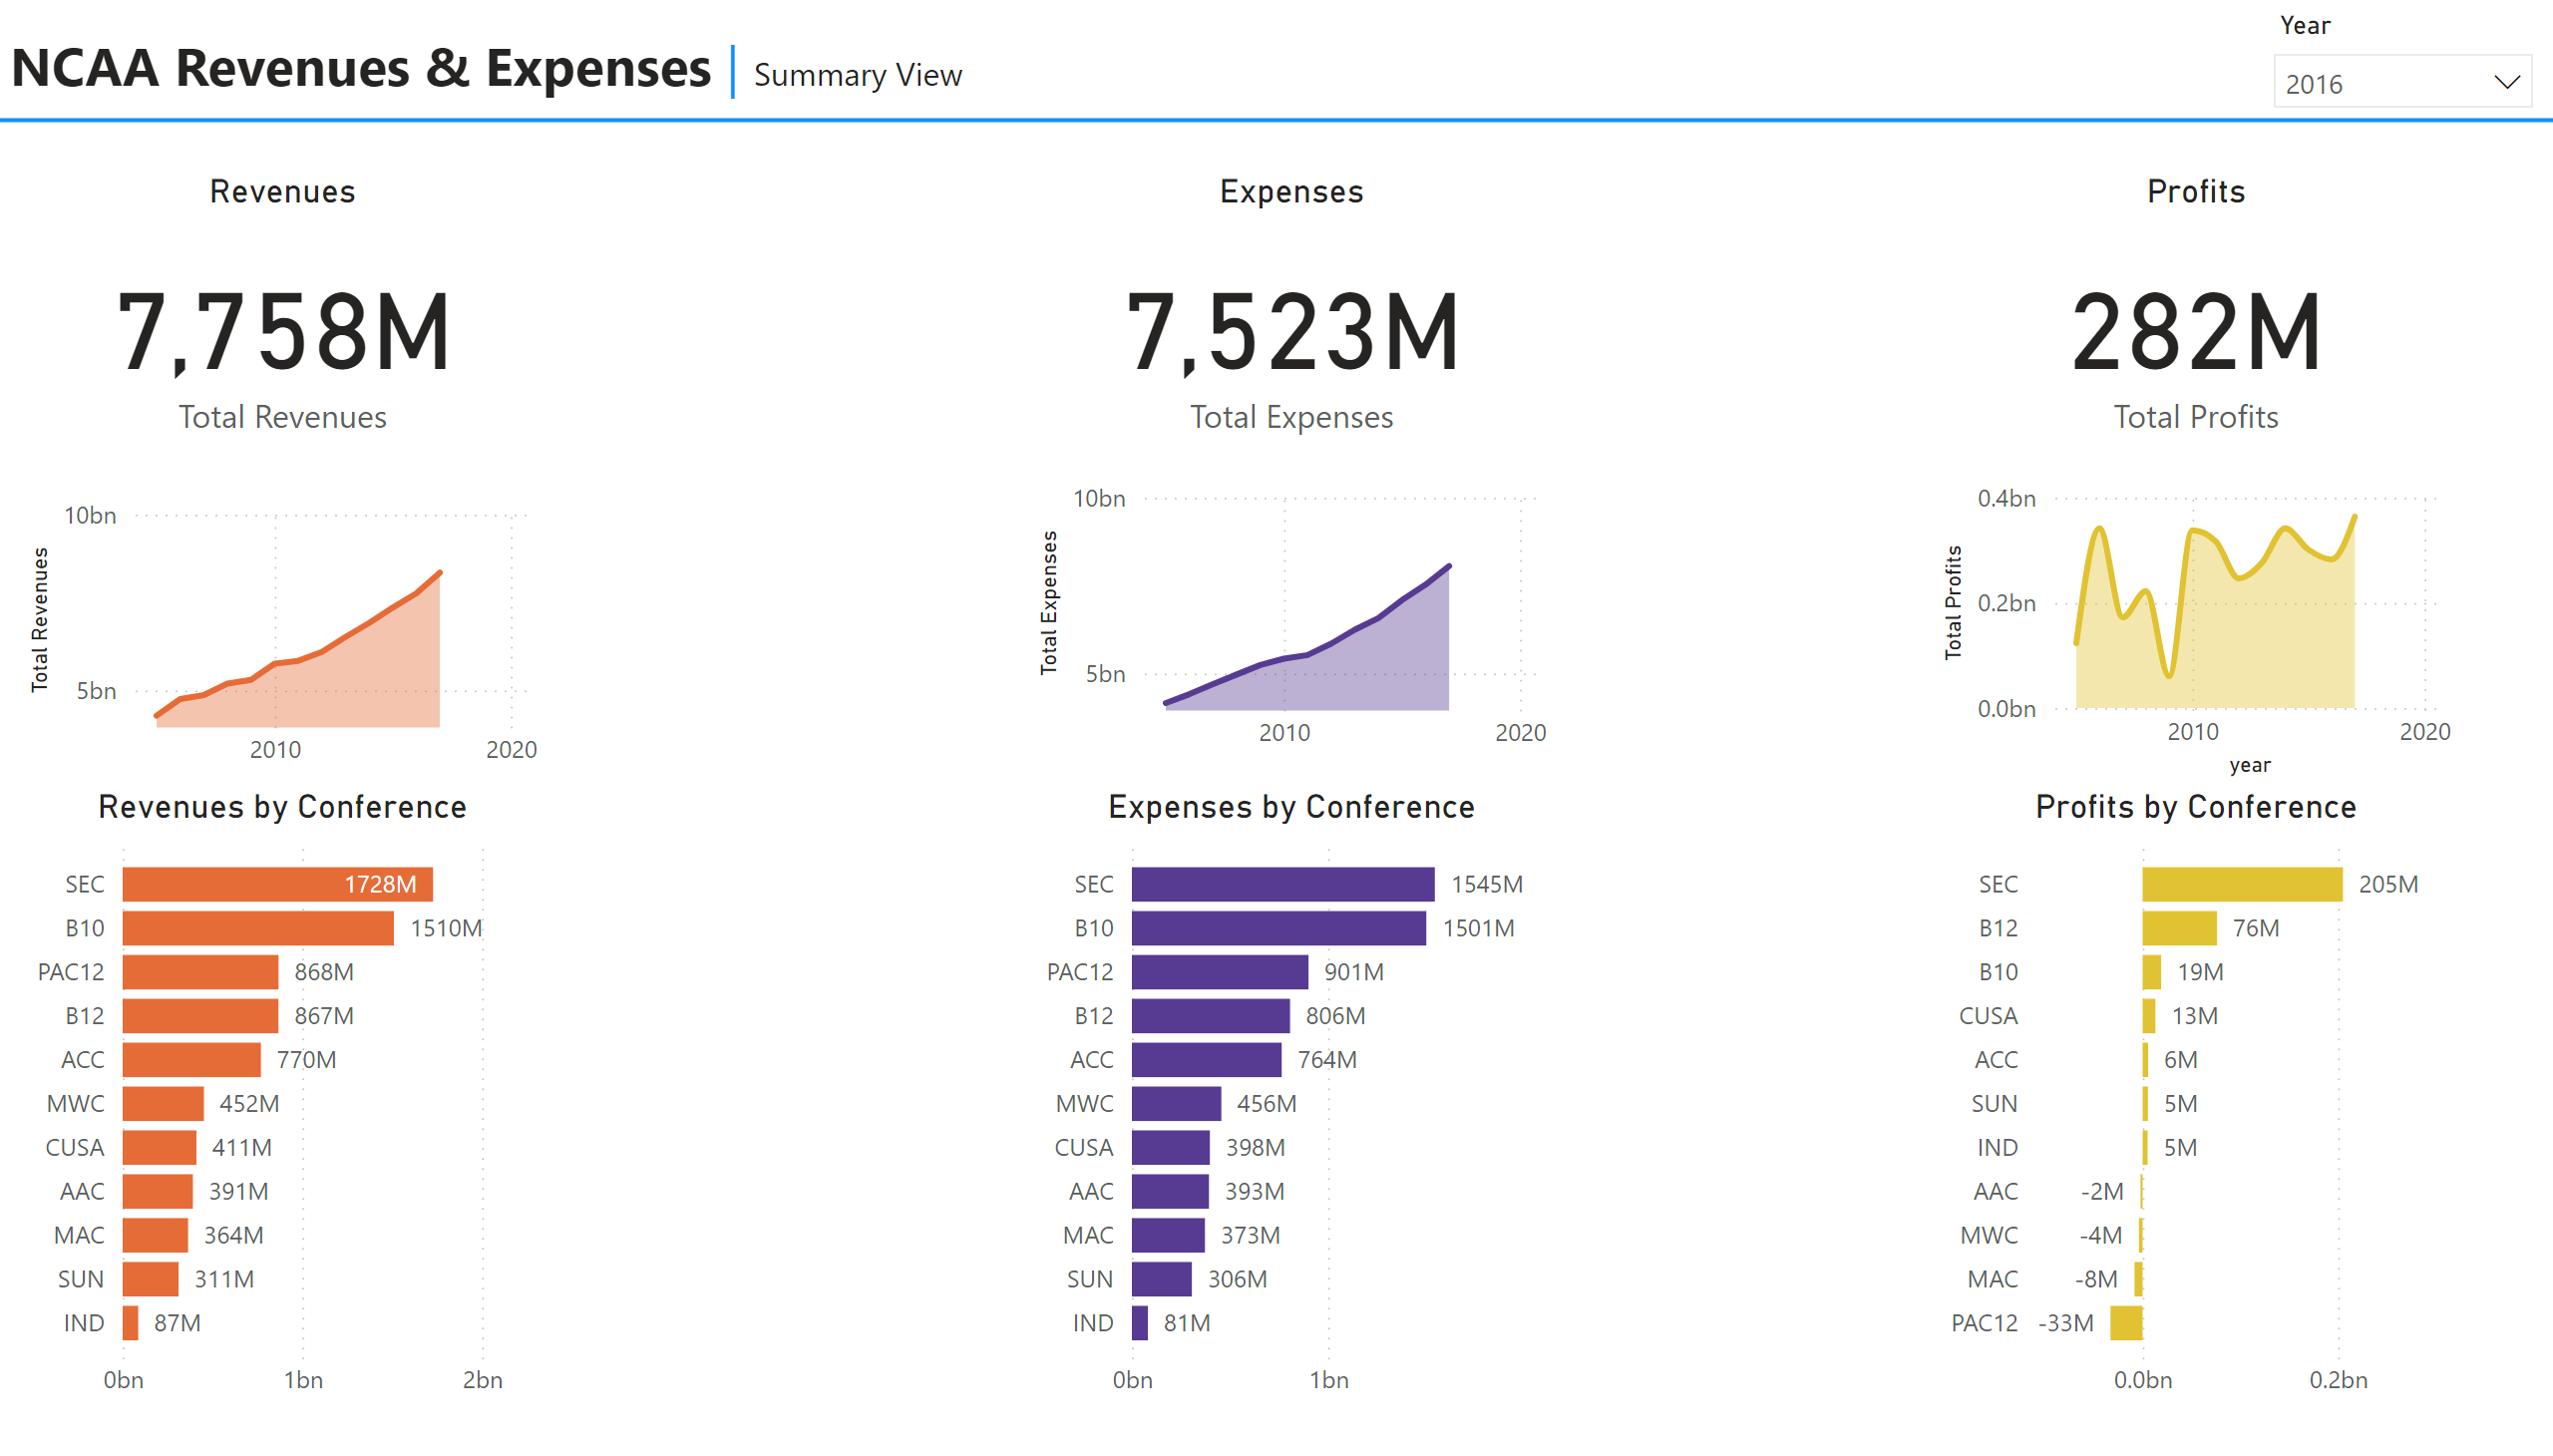 NCAA Revenues & Expenses
Summary View
Year
2016
Revenues
7,758M
Total Revenues
Total Revenues
10bn
5bn
2010
2020
Revenues by Conference
SEC 1728M
B10 1510M
PAC12 868M
B12 867M
ACC 770M
MWC 452M
CUSA 411M
AAC 391M
MAC 364M
SUN 311M
IND 87M
0bn 1bn 2bn
Expenses
7,523M
Total Expenses
Total Expenses
10bn
5bn
2010
2020
Expenses by Conference
SEC 1545M
B10 1501M
PAC12 901M
B12 806M
ACC 764M
MWC 456M
CUSA 398M
AAC 393M
MAC 373M
SUN 306M
IND 81M
0bn 1bn
Profits
282M
Total Profits
Total Profits
0.4bn
0.2bn
0.0bn
2010
2020
year
Profits by Conference
SEC 205M
B12 76M
B10 19M
CUSA 13M
ACC 6M
SUN 5M
IND 5M
AAC -2M
MWC -4M
MAC -8M
PAC12 -33M
0.0bn 0.2bn